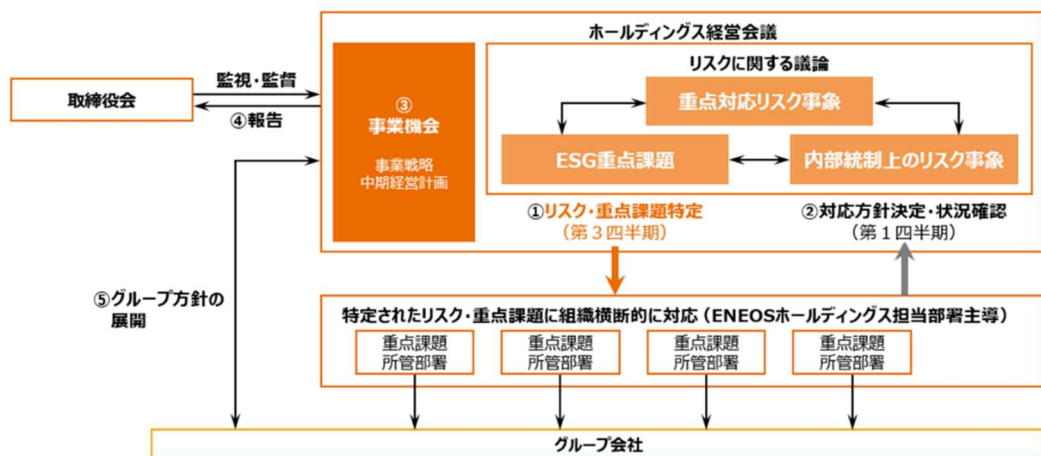 ホールディングス経営会議
リスクに関する議論
重点対応リスク事象
ESG重点課題
内部統制上のリスク事象
③
事業機会
事業戦略
中期経営計画
取締役会
監視・監督
④報告
①リスク・重点課題特定
(第3四半期)
②対応方針決定・状況確認
(第1四半期)
⑤グループ方針の
展開
特定されたリスク・重点課題に組織横断的に対応(ENEOSホールディングス担当部署主導)
重点課題
所管部署
重点課題
所管部署
重点課題
所管部署
重点課題
所管部署
グループ会社